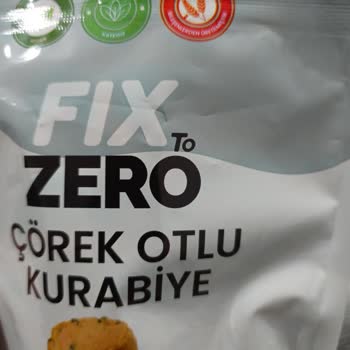 FIX
To
ZERO
ÇÖREK OTLU
KURABİYE